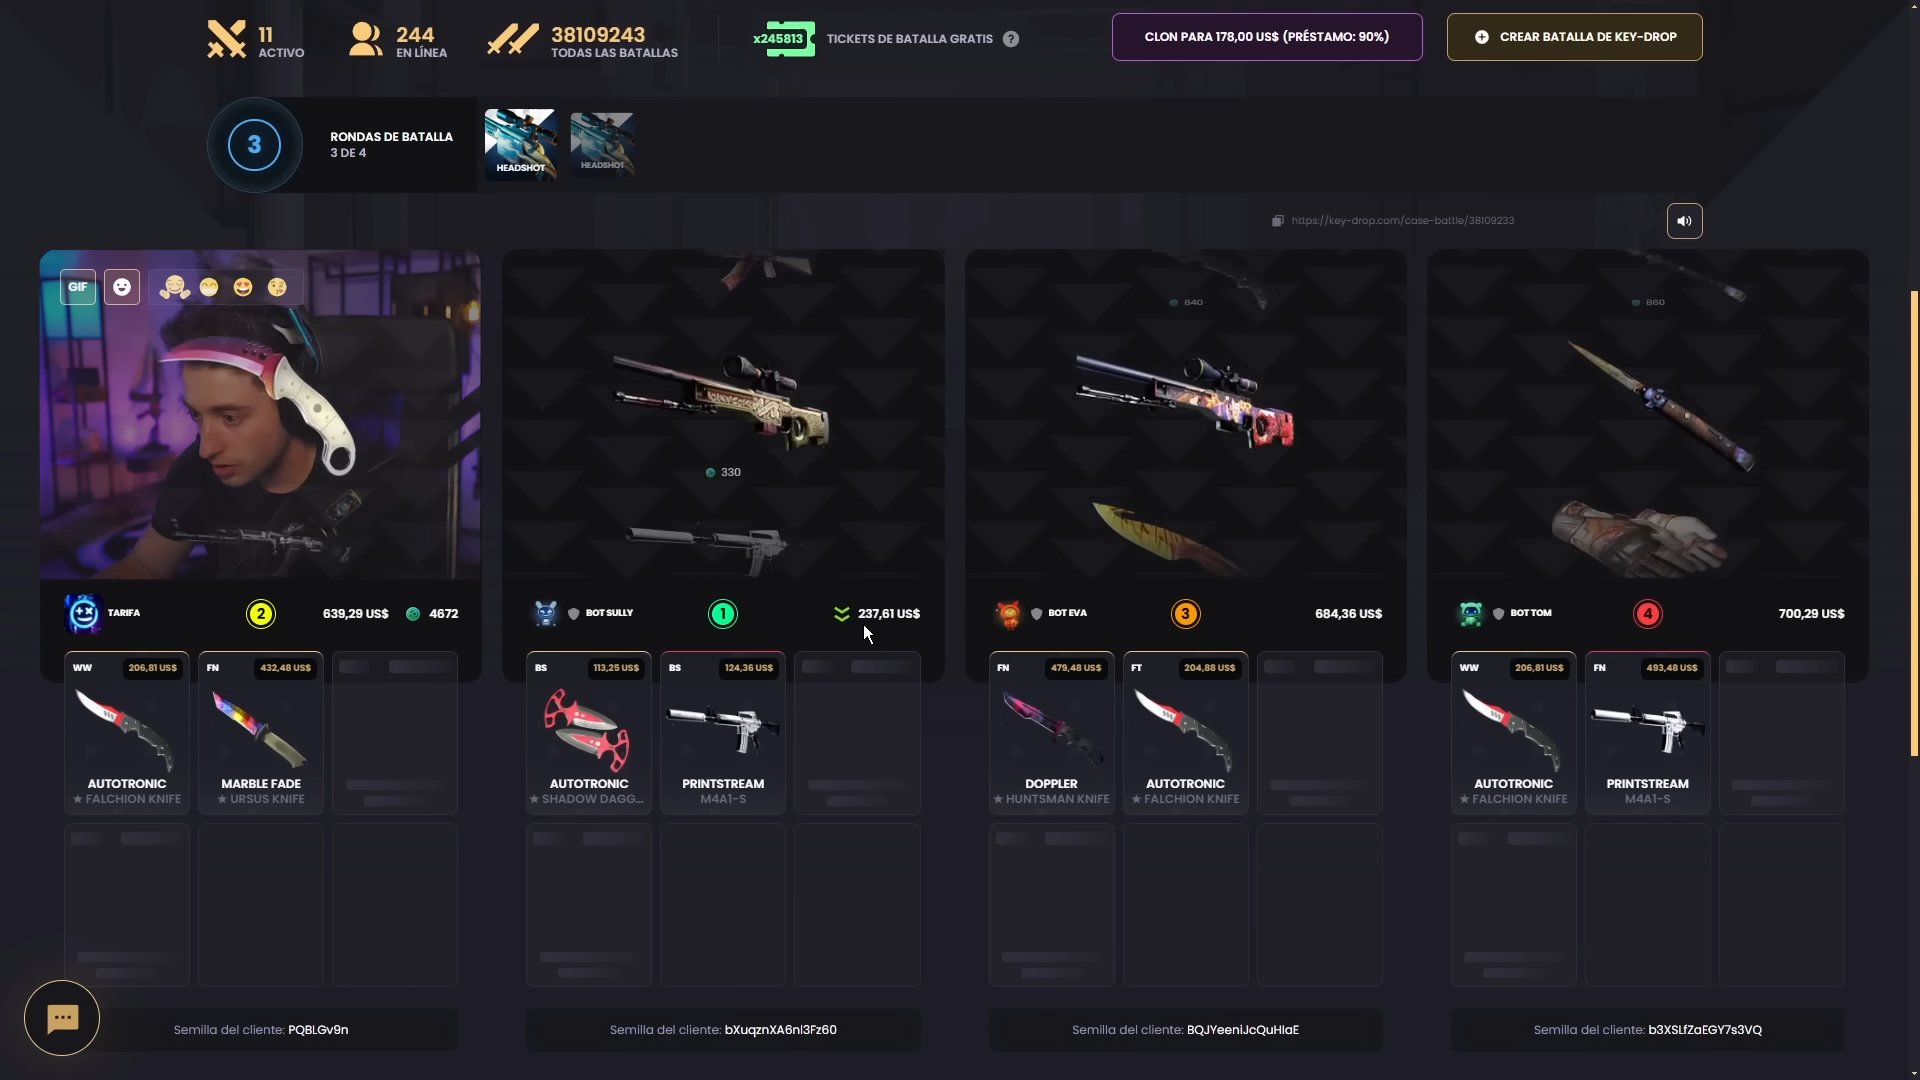 11
ACTIVO
244
EN LÍNEA
38109243
TODAS LAS BATALLAS
x245813
TICKETS DE BATALLA GRATIS
?
CLON PARA 178,00 US$ (PRÉSTAMO: 90%)
CREAR BATALLA DE KEY-DROP
3
RONDAS DE BATALLA
3 DE 4
HEADSHOT
HEADSHOT
https://key-drop.com/case-battle/38109233
GIF
840
860
330
TARIFA
2
639,29 US$
4672
BOT SULLY
1
237,61 US$
BOT EVA
3
684,36 US$
BOT TOM
4
700,29 US$
WW
206,81 US$
AUTOTRONIC
★ FALCHION KNIFE
FN
432,48 US$
MARBLE FADE
★ URSUS KNIFE
BS
113,25 US$
AUTOTRONIC
★ SHADOW DAGG...
BS
124,36 US$
PRINTSTREAM
M4A1-S
FN
479,48 US$
DOPPLER
★ HUNTSMAN KNIFE
FT
204,88 US$
AUTOTRONIC
★ FALCHION KNIFE
WW
206,81 US$
AUTOTRONIC
★ FALCHION KNIFE
FN
493,48 US$
PRINTSTREAM
M4A1-S
Semilla del cliente: PQBLGv9n
Semilla del cliente: bXuqznXA6nl3Fz60
Semilla del cliente: BQJYeeniJcQuHIaE
Semilla del cliente: b3XSLfZaEGY7s3VQ